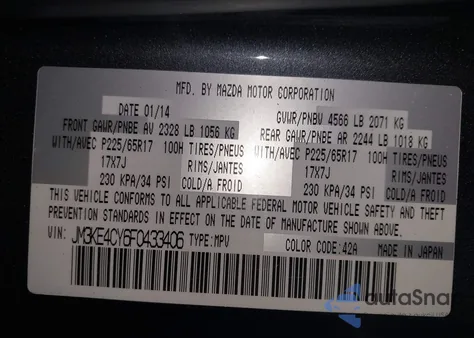 MFD. BY MAZDA MOTOR CORPORATION
DATE 01/14 GVWR/PNBV 4566 LB 2071 KG
FRONT GAWR/PNBE AV 2328 LB 1056 KG REAR GAWR/PNBE AR 2244 LB 1018 KG
WITH/AVEC P225/65R17 100H TIRES/PNEUS WITH/AVEC P225/65R17 100H TIRES/PNEUS
17X7J RIMS/JANTES 17X7J RIMS/JANTES
230 KPA/34 PSI COLD/A FROID 230 KPA/34 PSI COLD/A FROID
THIS VEHICLE CONFORMS TO ALL APPLICABLE FEDERAL MOTOR VEHICLE SAFETY AND THEFT
PREVENTION STANDARDS IN EFFECT ON THE DATE OF MANUFACTURE SHOWN ABOVE.
VIN: JM3KE4CY6F0433406 TYPE: MPV COLOR CODE: 42A MADE IN JAPAN
autaSna